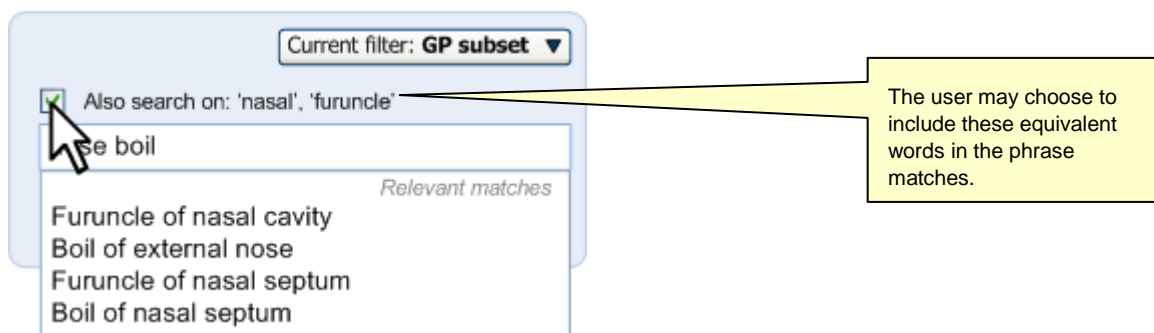 Current filter: GP subset ▼
Also search on: 'nasal', 'furuncle'
se boil
Relevant matches
Furuncle of nasal cavity
Boil of external nose
Furuncle of nasal septum
Boil of nasal septum
The user may choose to
include these equivalent
words in the phrase
matches.